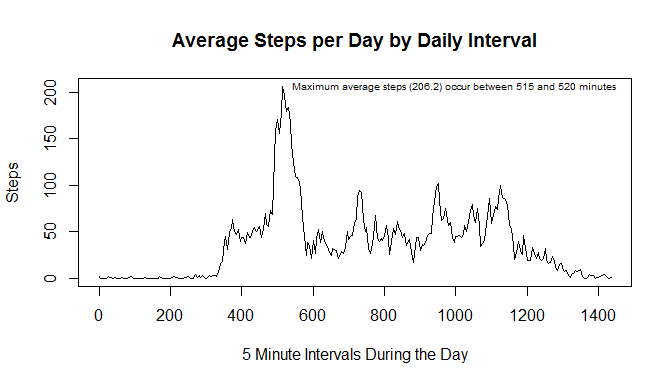 Average Steps per Day by Daily Interval
Maximum average steps (206.2) occur between 515 and 520 minutes
Steps
200
150
100
50
0
0 200 400 600 800 1000 1200 1400
5 Minute Intervals During the Day